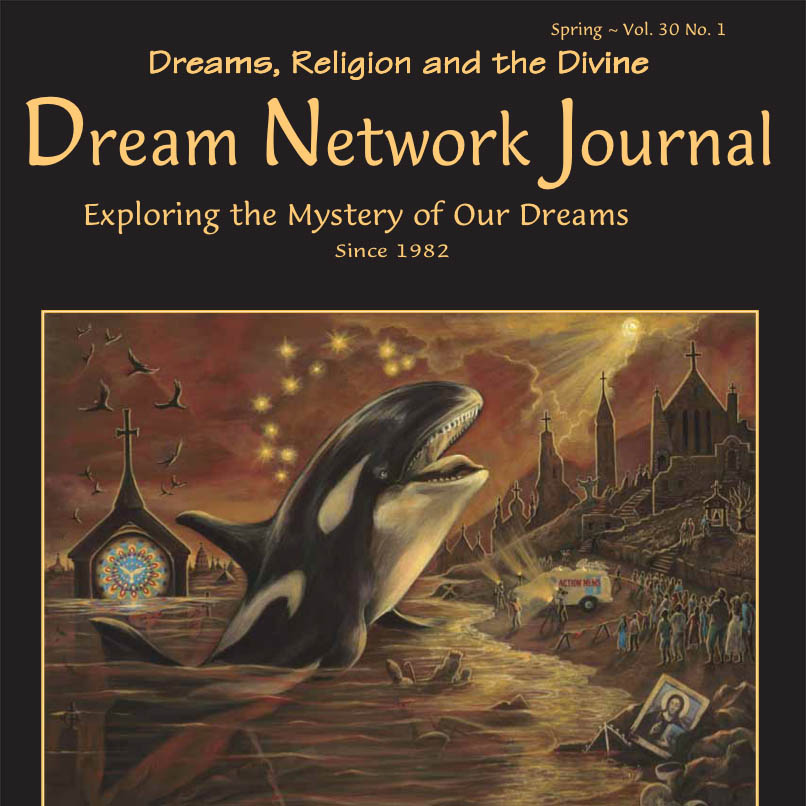 Spring ~ Vol. 30 No. 1
Dreams, Religion and the Divine
Dream Network Journal
Exploring the Mystery of Our Dreams
Since 1982
ACTION NEWS